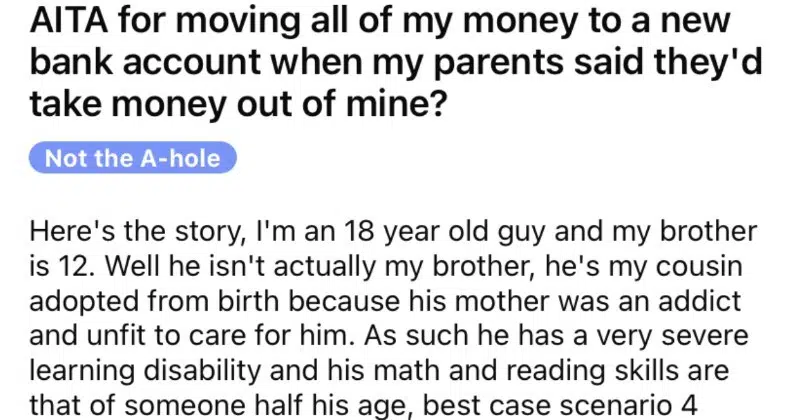 AITA for moving all of my money to a new
bank account when my parents said they'd
take money out of mine?
Not the A-hole
Here's the story, I'm an 18 year old guy and my brother
is 12. Well he isn't actually my brother, he's my cousin
adopted from birth because his mother was an addict
and unfit to care for him. As such he has a very severe
learning disability and his math and reading skills are
that of someone half his age, best case scenario 4